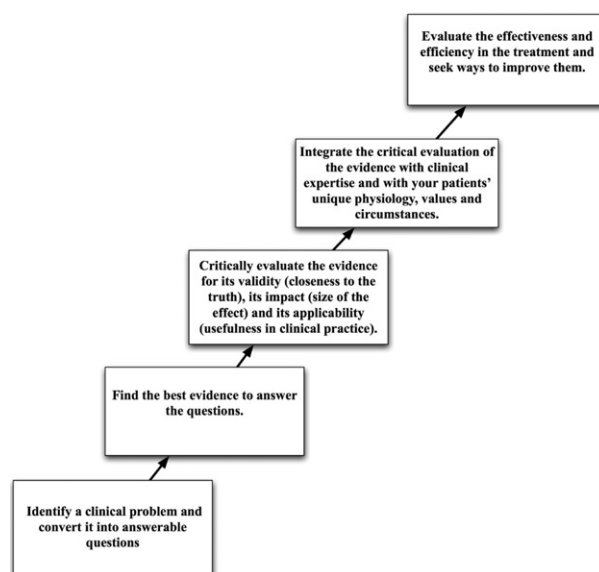 Evaluate the effectiveness and
efficiency in the treatment and
seek ways to improve them.
Integrate the critical evaluation of
the evidence with clinical
expertise and with your patients'
unique physiology, values and
circumstances.
Critically evaluate the evidence
for its validity (closeness to the
truth), its impact (size of the
effect) and its applicability
(usefulness in clinical practice).
Find the best evidence to answer
the questions.
Identify a clinical problem and
convert it into answerable
questions